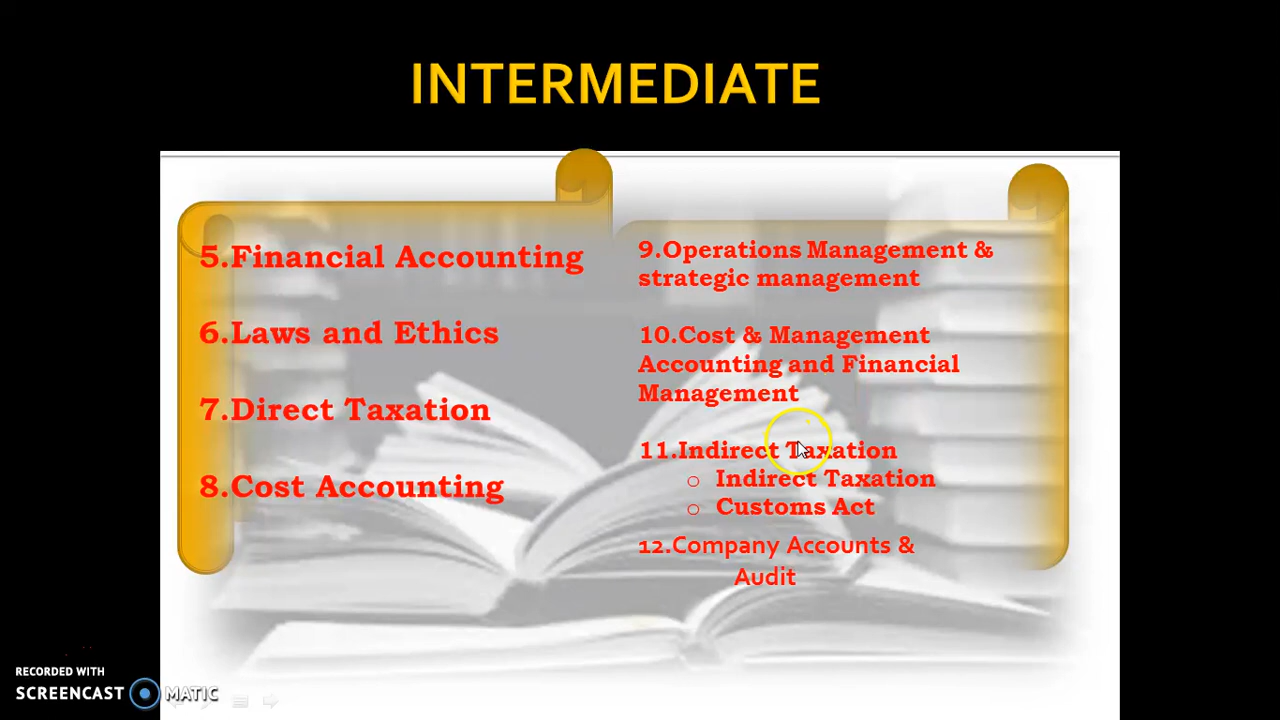 INTERMEDIATE
5.Financial Accounting
6.Laws and Ethics
7.Direct Taxation
8.Cost Accounting
9.Operations Management &
strategic management
10.Cost & Management
Accounting and Financial
Management
11.Indirect Taxation
o Indirect Taxation
o Customs Act
12.Company Accounts &
Audit
RECORDED WITH
SCREENCAST MATIC